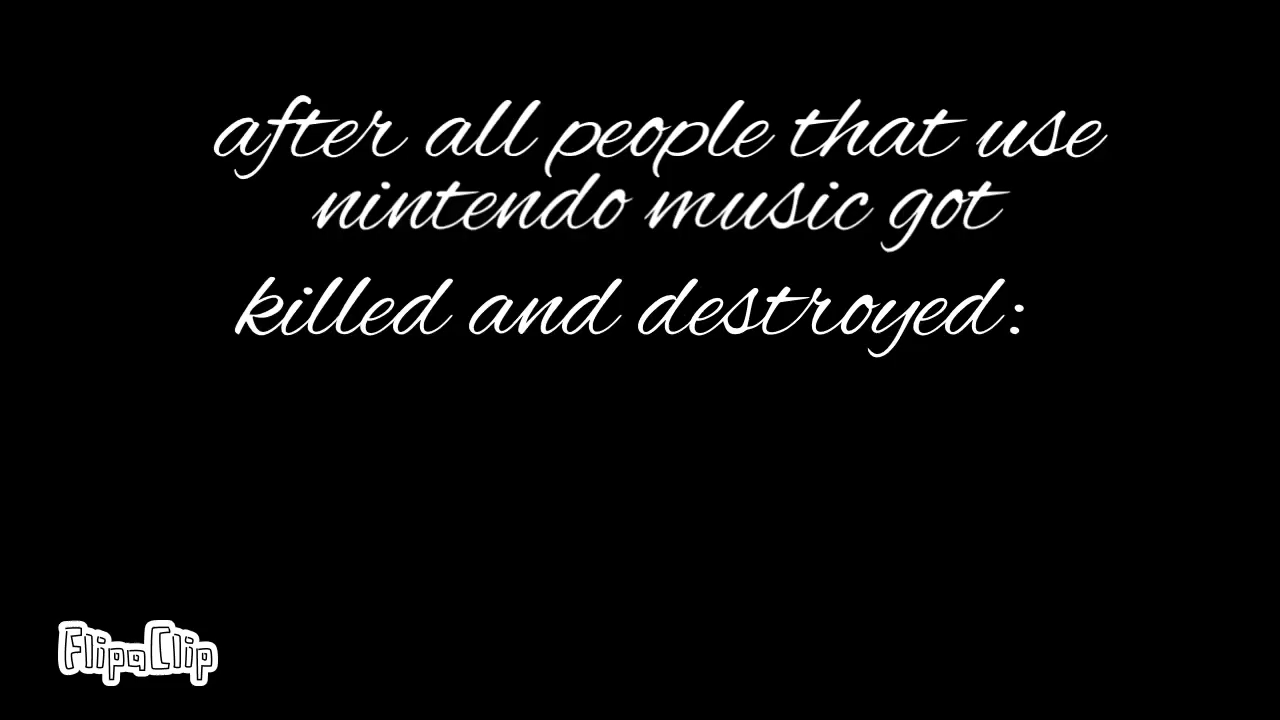 after all people that use
nintendo music got
killed and destroyed:
FlipaClip